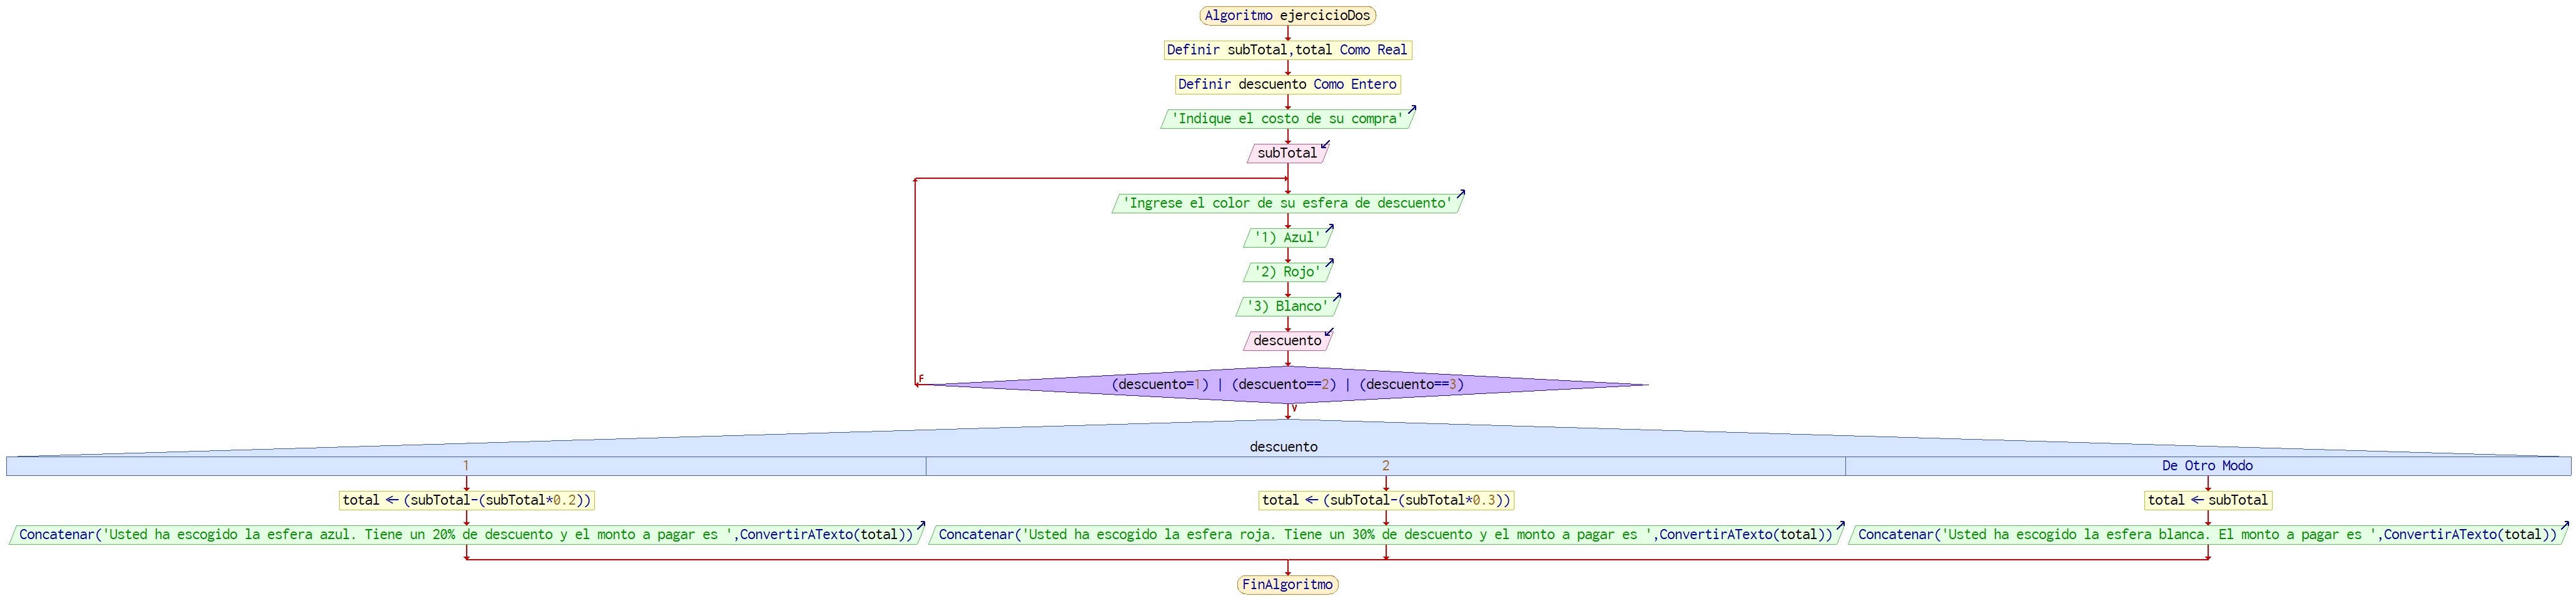 Algoritmo ejercicioDos
Definir subTotal,total Como Real
Definir descuento Como Entero
'Indique el costo de su compra'
subTotal
'Ingrese el color de su esfera de descuento'
'1) Azul'
'2) Rojo'
'3) Blanco'
descuento
F
(descuento=1) | (descuento==2) | (descuento==3)
V
descuento
1
2
De Otro Modo
total ← (subTotal-(subTotal*0.2))
total ← (subTotal-(subTotal*0.3))
total ← subTotal
Concatenar('Usted ha escogido la esfera azul. Tiene un 20% de descuento y el monto a pagar es ',ConvertirATexto(total))
Concatenar('Usted ha escogido la esfera roja. Tiene un 30% de descuento y el monto a pagar es ',ConvertirATexto(total))
Concatenar('Usted ha escogido la esfera blanca. El monto a pagar es ',ConvertirATexto(total))
FinAlgoritmo